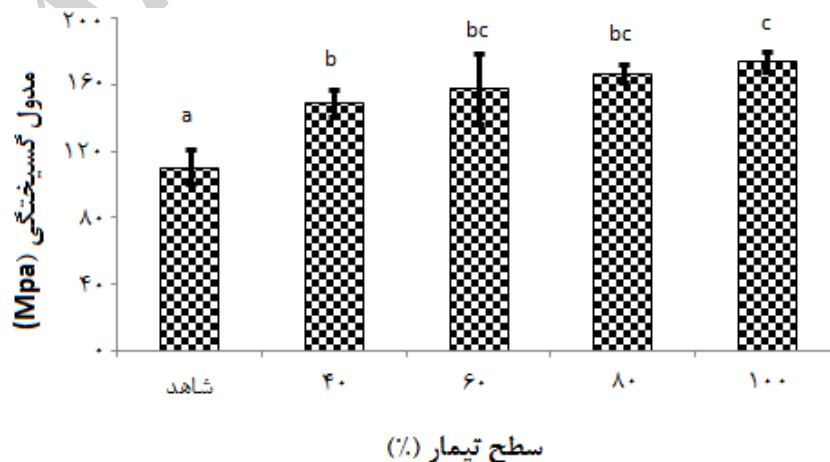 مدول گسیختگی (Mpa)
۲۰۰
۱۶۰
۱۲۰
۸۰
۴۰
۰
a
b
bc
bc
c
شاهد
۴۰
۶۰
۸۰
۱۰۰
سطح تیمار (٪)